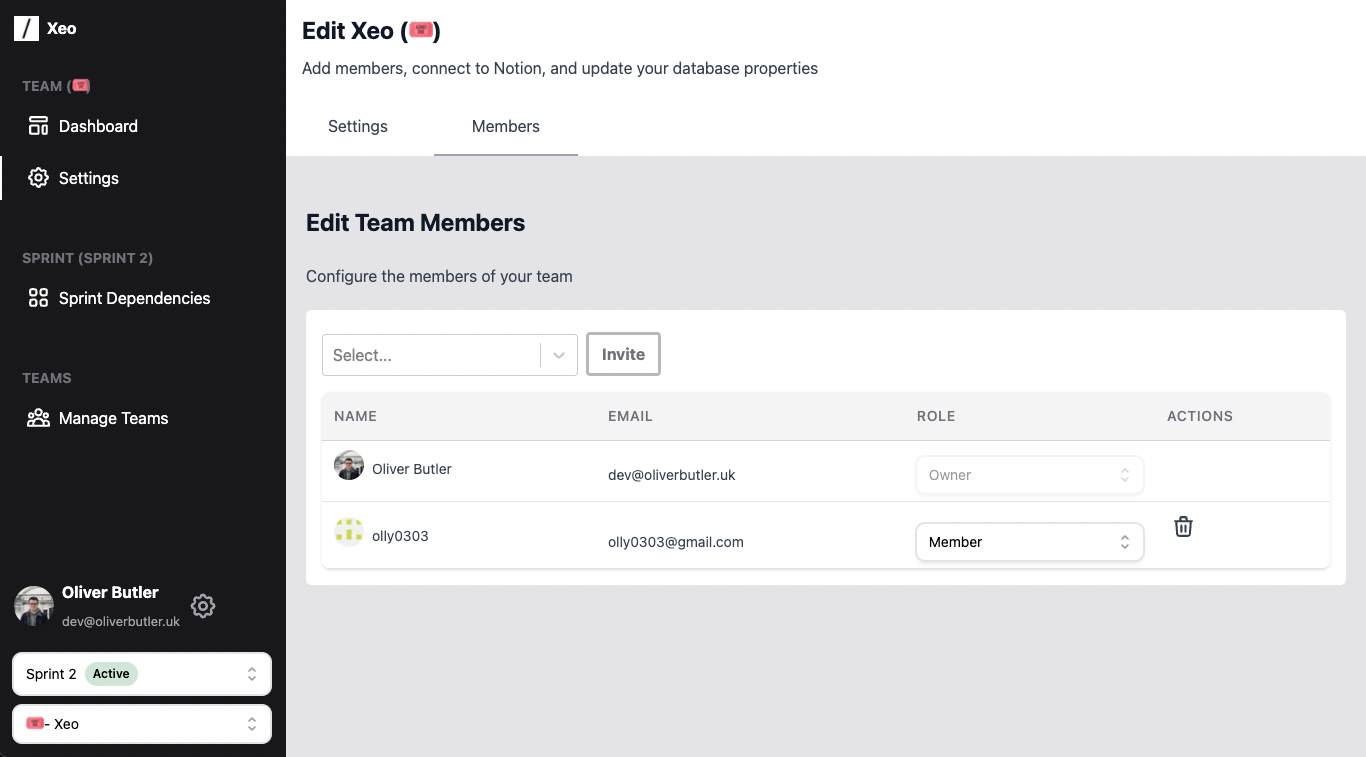 Xeo
TEAM (🎟️)
Dashboard
Settings
SPRINT (SPRINT 2)
Sprint Dependencies
TEAMS
Manage Teams
Oliver Butler
dev@oliverbutler.uk
Sprint 2 Active
🎟️- Xeo
Edit Xeo (🎟️)
Add members, connect to Notion, and update your database properties
Settings Members
Edit Team Members
Configure the members of your team
Select... Invite
NAME EMAIL ROLE ACTIONS
Oliver Butler dev@oliverbutler.uk Owner
olly0303 olly0303@gmail.com Member